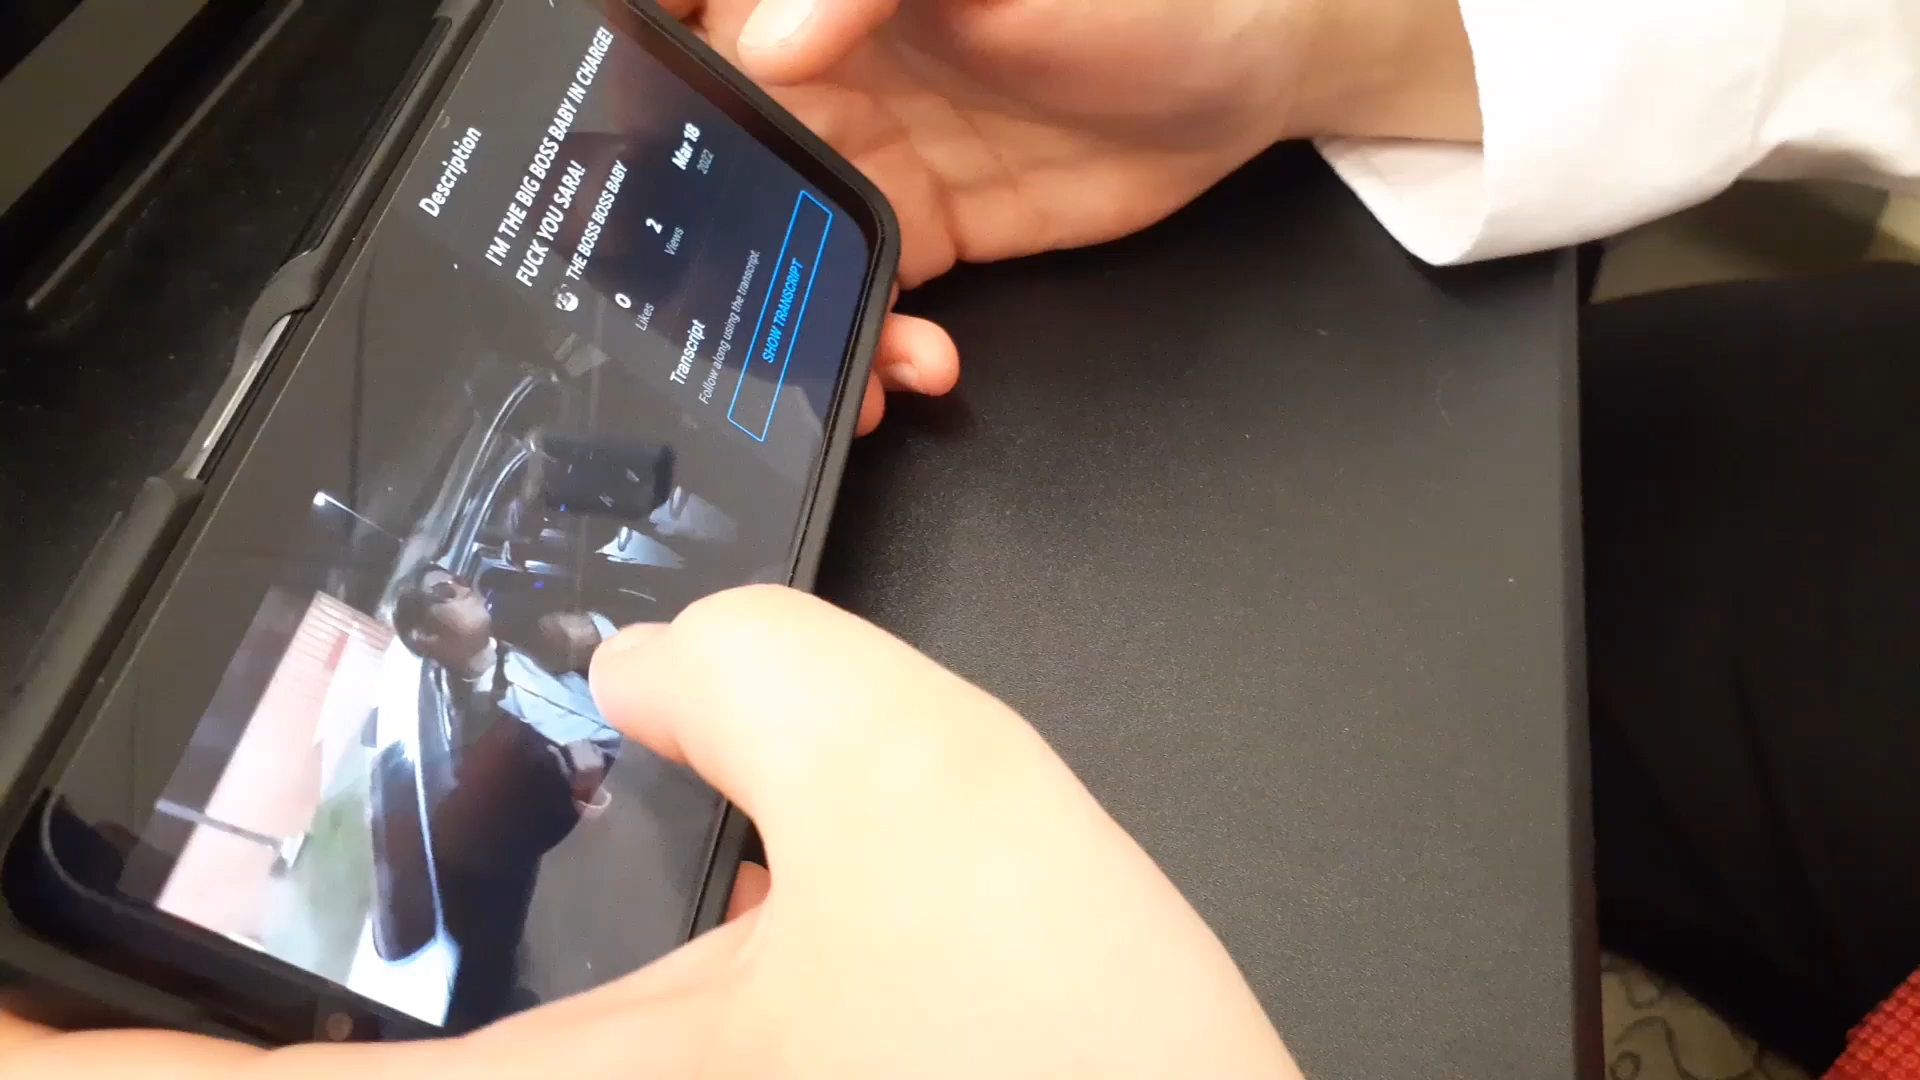 Description
I'M THE BIG BOSS BABY IN CHARGE!
FUCK YOU SARA!
THE BOSS BOSS BABY
0 2 Mar 18
Likes Views 2022
Transcript
Follow along using the transcript.
SHOW TRANSCRIPT